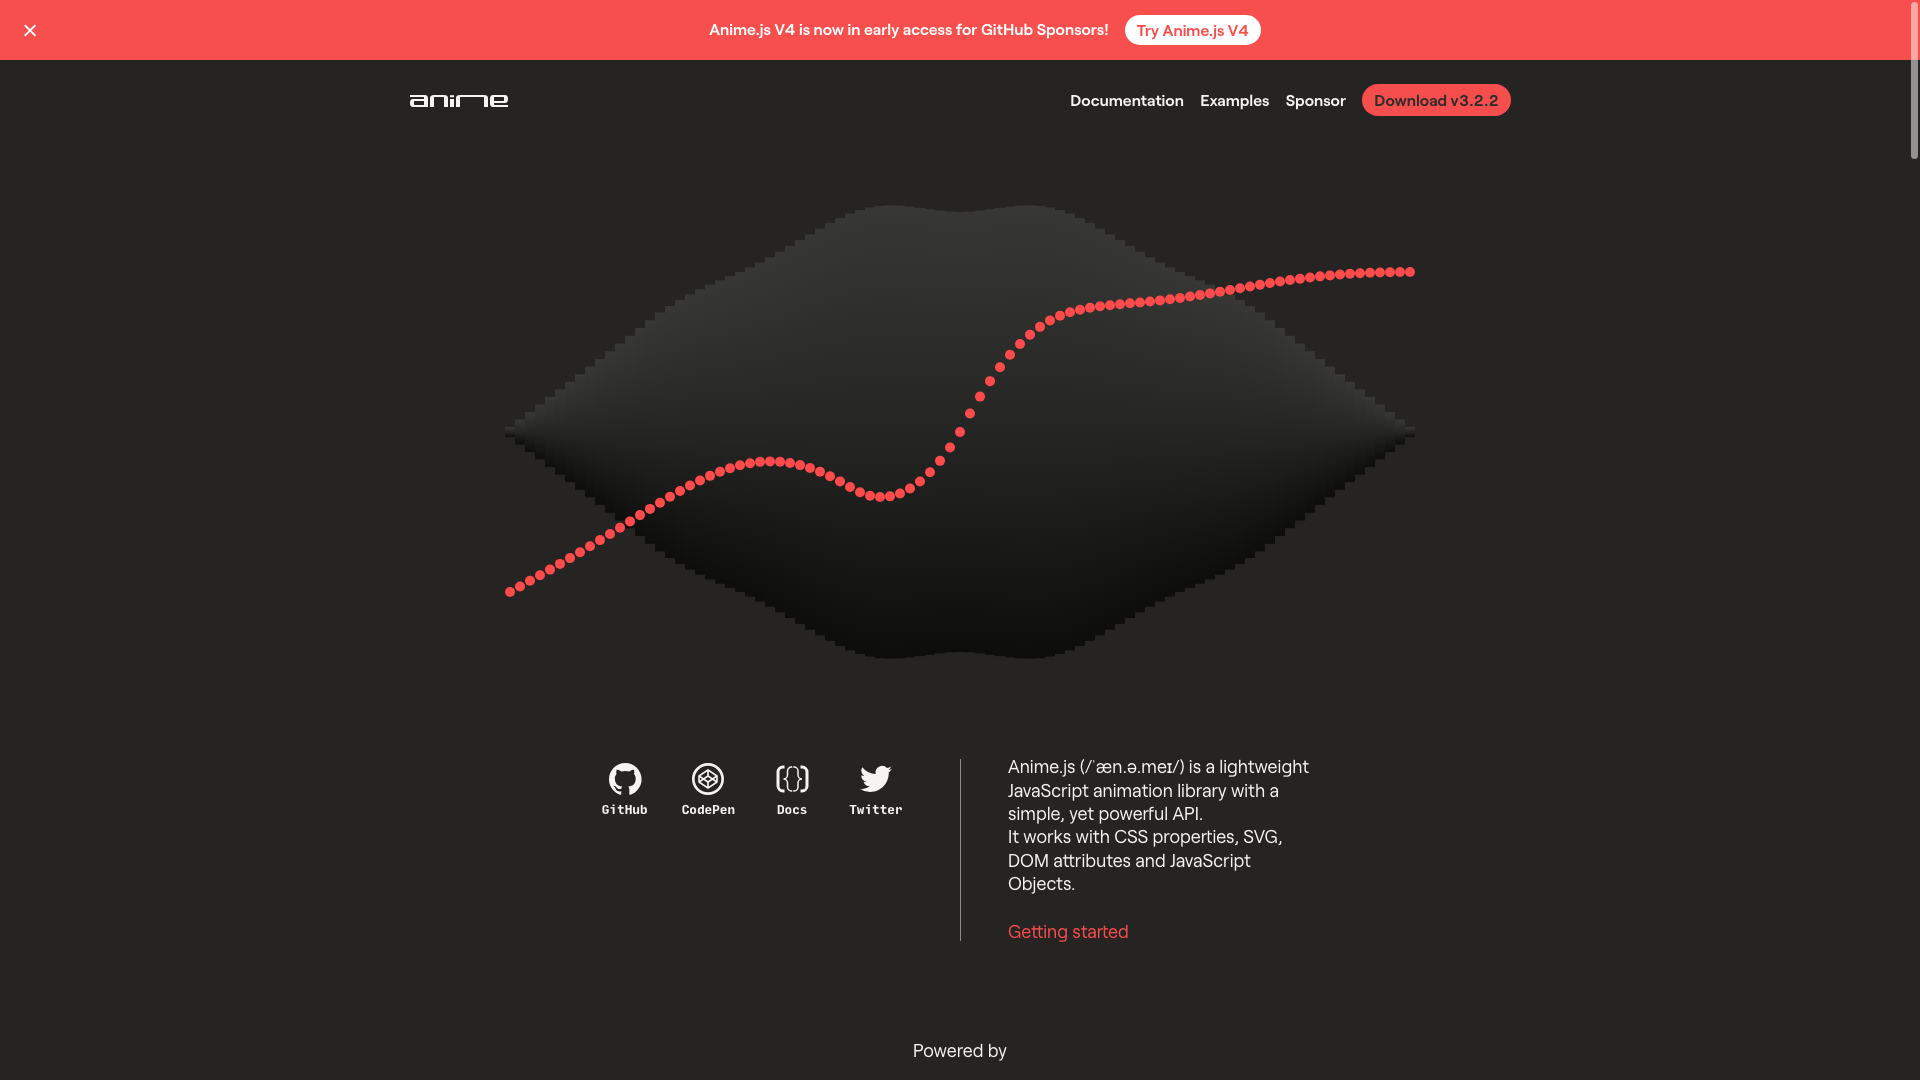 Anime.js V4 is now in early access for GitHub Sponsors! Try Anime.js V4
anime
Documentation Examples Sponsor Download v3.2.2
GitHub CodePen Docs Twitter
Anime.js (/ˈæn.ə.meɪ/) is a lightweight
JavaScript animation library with a
simple, yet powerful API.
It works with CSS properties, SVG,
DOM attributes and JavaScript
Objects.
Getting started
Powered by